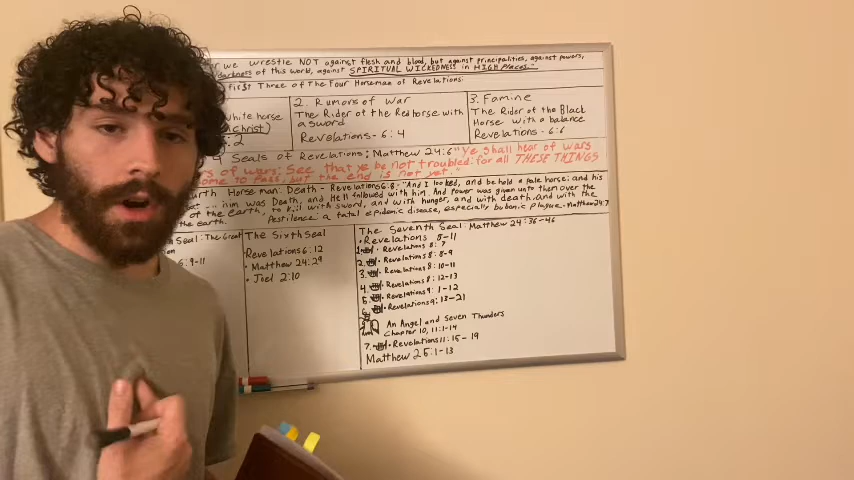 we wrestle NOT against flesh and blood, but against principalities, against powers,
darkness of this world, against SPIRITUAL WICKEDNESS in HIGH Places."
first Three of The Four Horseman of Revelations:
White horse
christ)
:2
2. Rumors of War
The Rider of the Red horse with
a sword
Revelations - 6:4
3. Famine
The Rider of the Black
Horse with a balance
Revelations - 6:6
4 Seals of Revelations; Matthew 24:6 "Ye shall hear of wars
rs of wars: See that ye be not troubled: for all THESE THINGS
ome to Pass, but the end is not yet."
urth Horseman: Death - Revelations 6:8 - "And I looked, and behold a pale horse: and his
him was Death, and Hell followed with him. And Power was given unto them over the
of the earth, to kill with sword, and with hunger, and with death, and with the
the earth.
Pestilence: a fatal epidemic disease, especially bubonic plague. - Matthew 24:7
Seal: The Great
6:9-11
The Sixth Seal
Revelations 6:12
• Matthew 24:29
• Joel 2:10
The Seventh Seal: Matthew 24:36-46
• Revelations 8-11
1. • Revelations 8:7
2. • Revelations 8:8-9
3. • Revelations 8:10-11
4. • Revelations 8:12-13
5. • Revelations 9:1-12
6. • Revelations 9:13-21
An Angel and Seven Thunders
Chapter 10, 11:1-14
7. • Revelations 11:15-19
Matthew 25:1-13